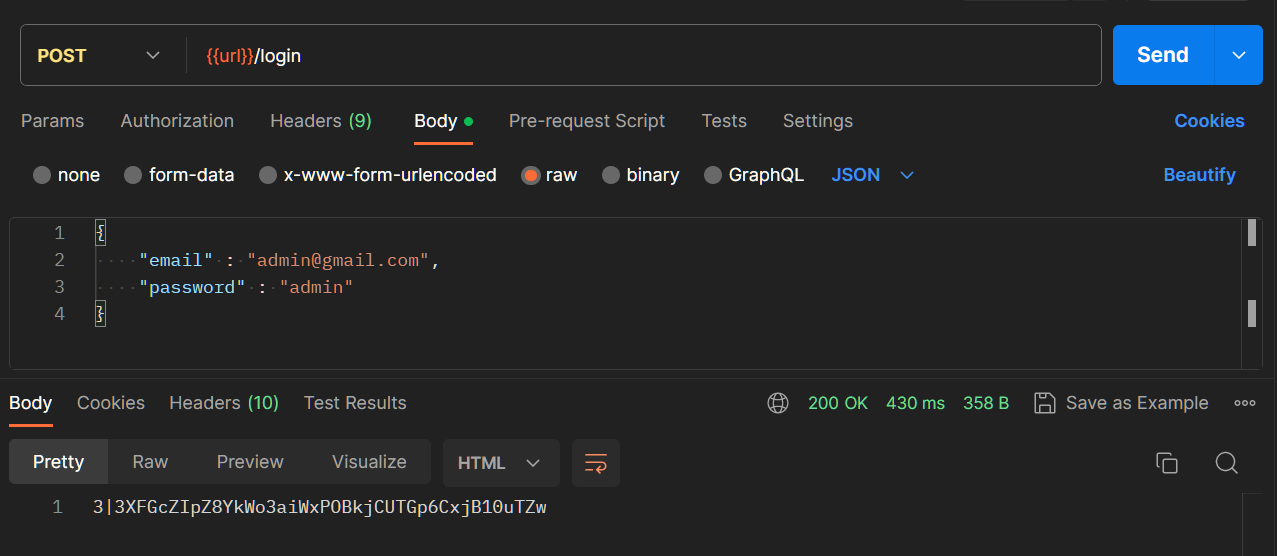 POST {{url}}/login Send
Params Authorization Headers (9) Body Pre-request Script Tests Settings Cookies
none form-data x-www-form-urlencoded raw binary GraphQL JSON Beautify
1 {
2 "email" : "admin@gmail.com",
3 "password" : "admin"
4 }
Body Cookies Headers (10) Test Results 200 OK 430 ms 358 B Save as Example
Pretty Raw Preview Visualize HTML
1 3|3XFGcZIpZ8YkWo3aiWxPOBkjCUTGp6CxjB10uTZw